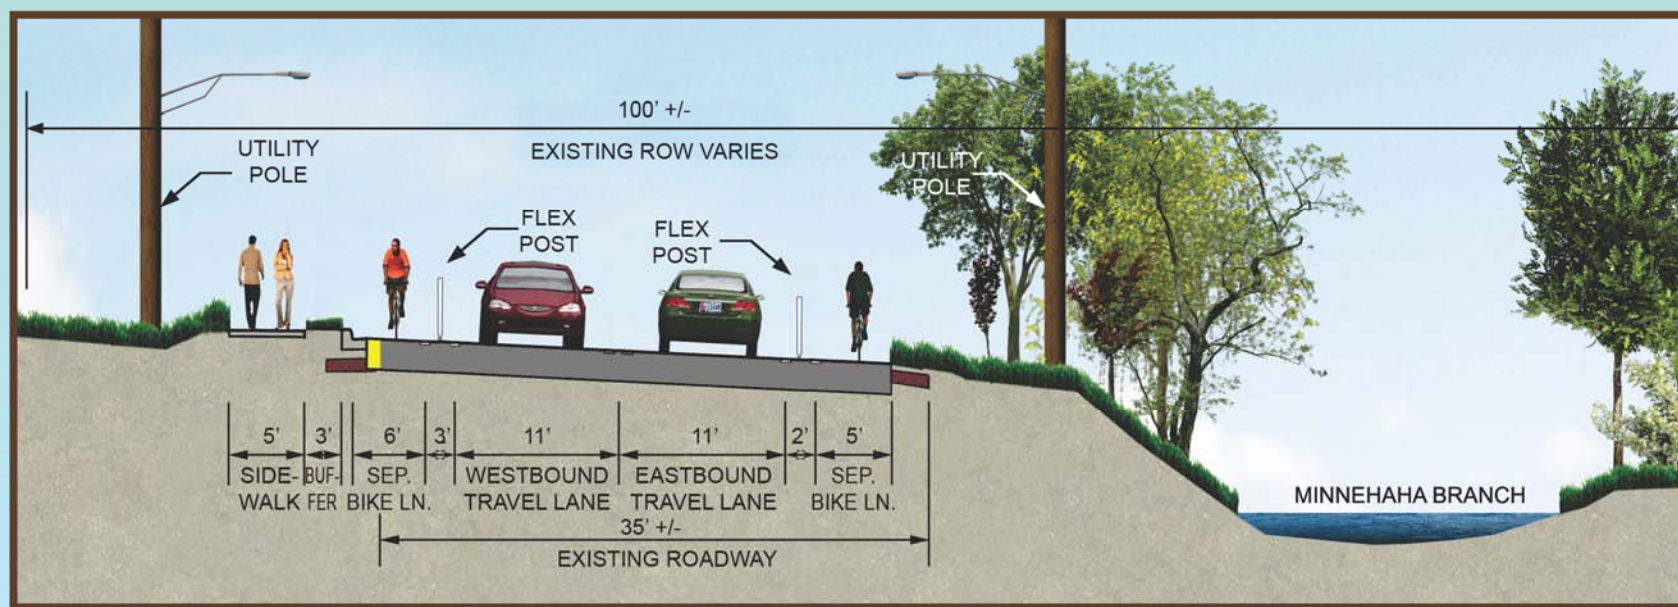 100' +/-
EXISTING ROW VARIES
UTILITY
POLE
UTILITY
POLE
FLEX
POST
FLEX
POST
5'
3'
6'
3'
11'
11'
2'
5'
SIDE-
WALK
BUF-
FER
SEP.
BIKE LN.
WESTBOUND
TRAVEL LANE
EASTBOUND
TRAVEL LANE
SEP.
BIKE LN.
35' +/-
EXISTING ROADWAY
MINNEHAHA BRANCH